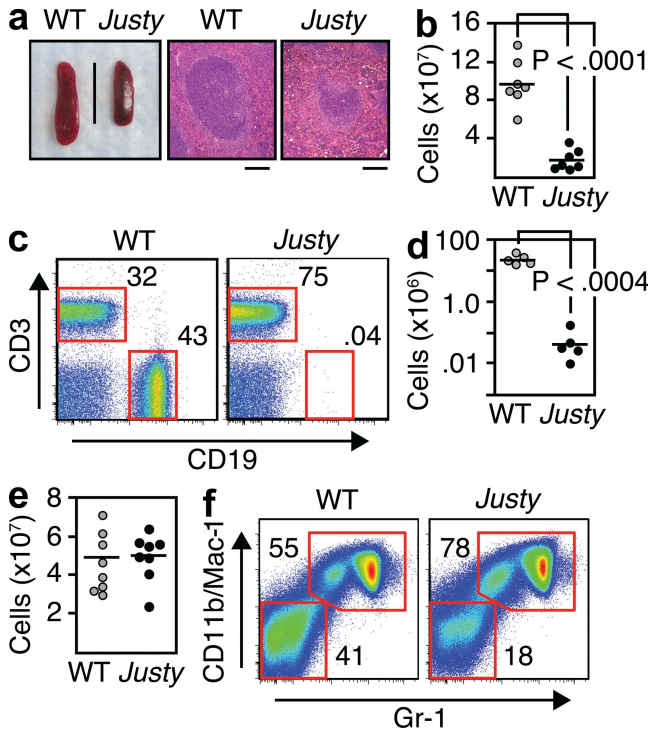 a WT Justy WT Justy
b
16
12
8
4
Cells (x10⁷)
P < .0001
WT Justy
c WT Justy
32
43
75
.04
CD3
CD19
d
100
1.0
.01
Cells (x10⁶)
P < .0004
WT Justy
e
8
6
4
2
Cells (x10⁷)
WT Justy
f WT Justy
55
41
78
18
CD11b/Mac-1
Gr-1